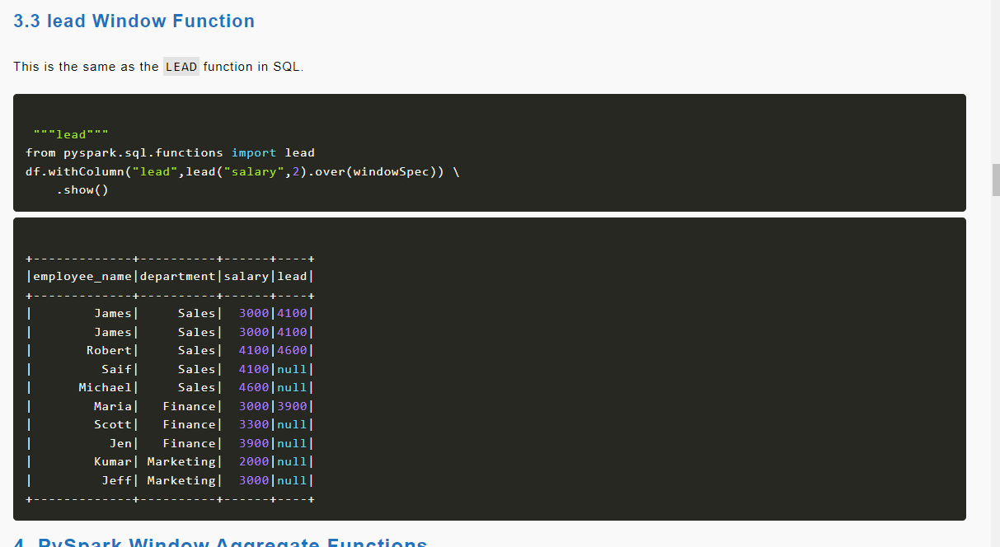 3.3 lead Window Function
This is the same as the LEAD function in SQL.
"""lead"""
from pyspark.sql.functions import lead
df.withColumn("lead",lead("salary",2).over(windowSpec)) \
    .show()
+-------------+----------+------+----+
|employee_name|department|salary|lead|
+-------------+----------+------+----+
|        James|     Sales|  3000|4100|
|        James|     Sales|  3000|4100|
|       Robert|     Sales|  4100|4600|
|         Saif|     Sales|  4100|null|
|      Michael|     Sales|  4600|null|
|        Maria|   Finance|  3000|3900|
|        Scott|   Finance|  3300|null|
|          Jen|   Finance|  3900|null|
|        Kumar| Marketing|  2000|null|
|         Jeff| Marketing|  3000|null|
+-------------+----------+------+----+
4. PySpark Window Aggregate Functions